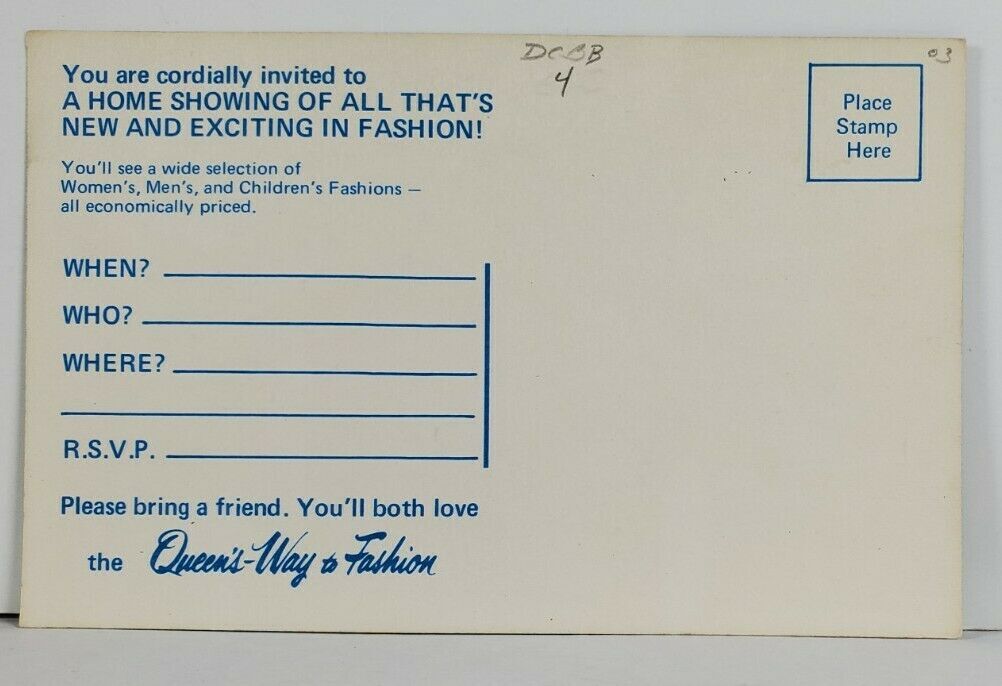 You are cordially invited to
A HOME SHOWING OF ALL THAT'S
NEW AND EXCITING IN FASHION!
You'll see a wide selection of
Women's, Men's, and Children's Fashions –
all economically priced.
WHEN?
WHO?
WHERE?
R.S.V.P.
Please bring a friend. You'll both love
the Queen's-Way to Fashion
4
03
Place
Stamp
Here